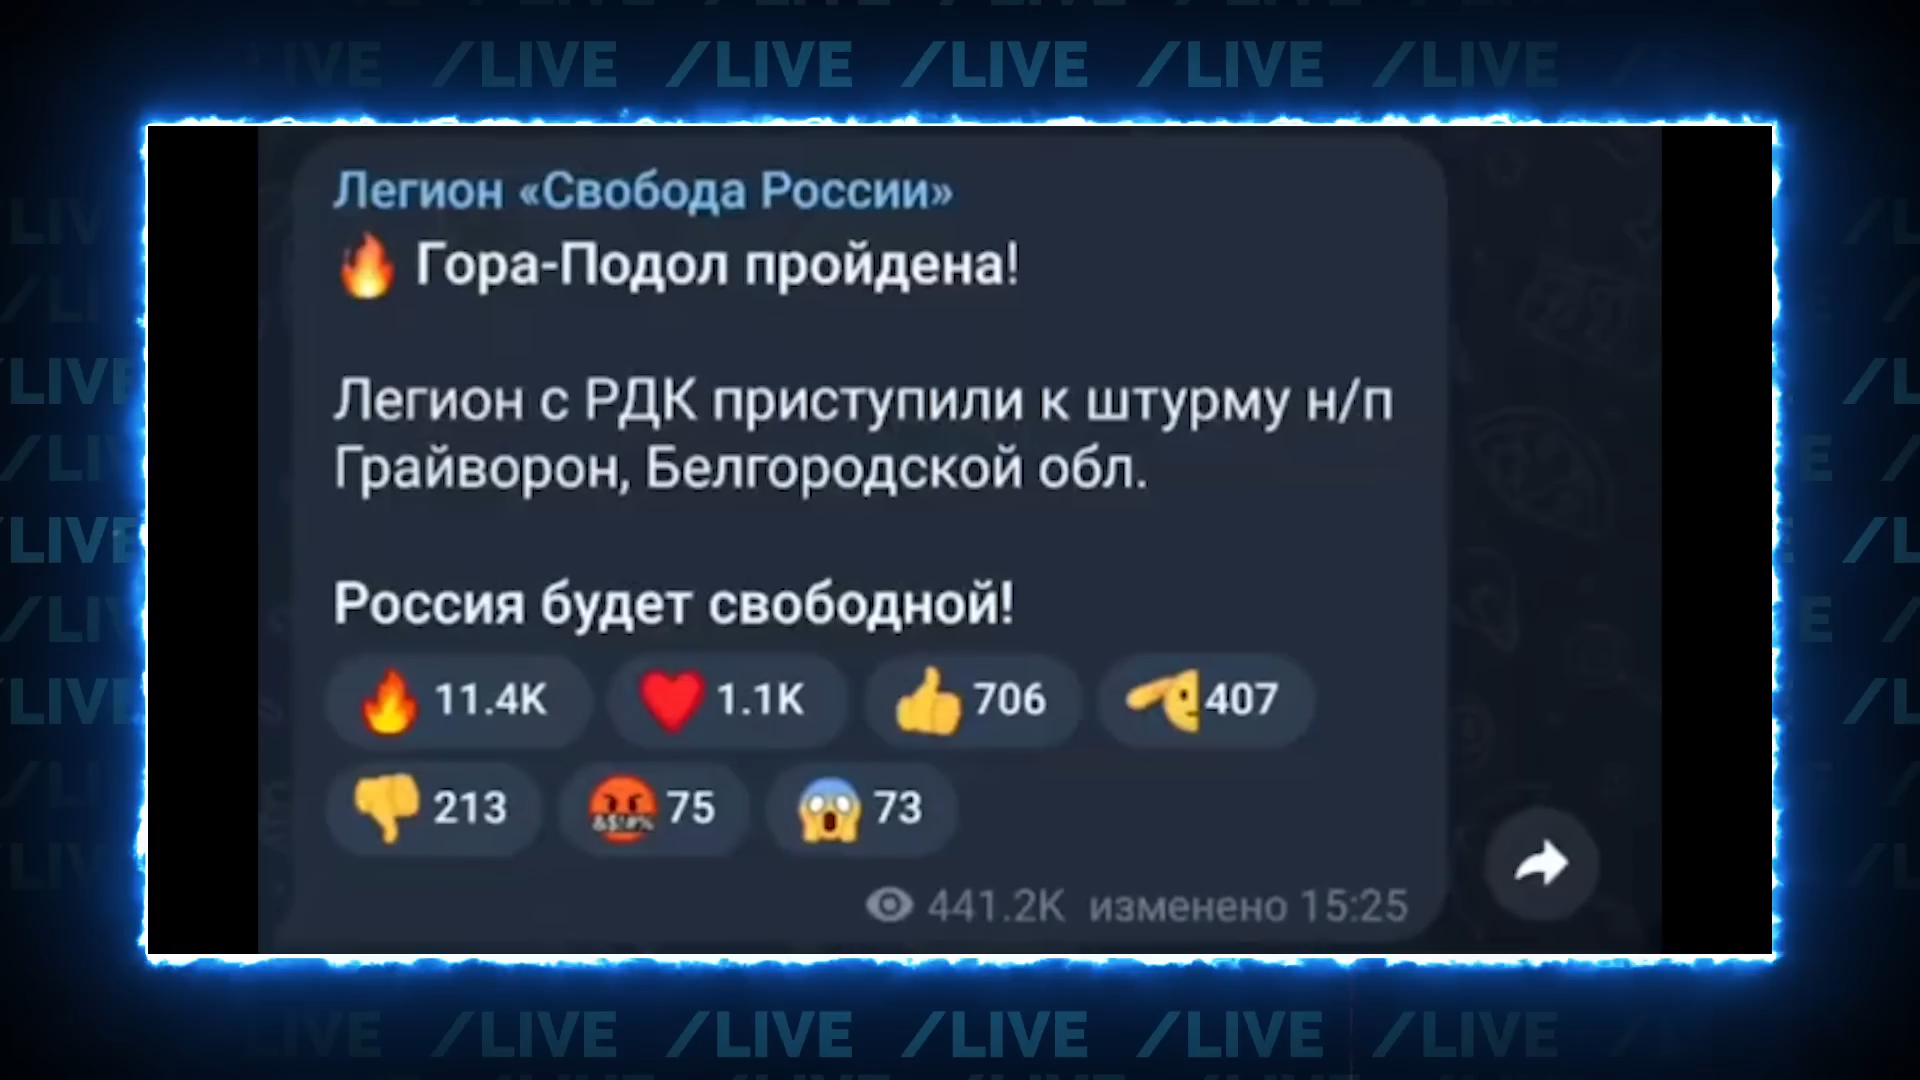 /LIVE /LIVE /LIVE /LIVE /LIVE
Легион «Свобода России»
🔥 Гора-Подол пройдена!
Легион с РДК приступили к штурму н/п
Грайворон, Белгородской обл.
Россия будет свободной!
🔥 11.4K ❤️ 1.1K 👍 706 407
👎 213 🤬 75 😱 73
441.2K изменено 15:25
/LIVE /LIVE /LIVE /LIVE /LIVE